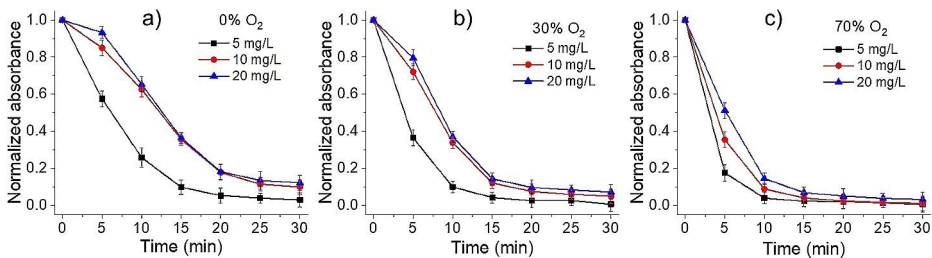 a)
0% O₂
5 mg/L
10 mg/L
20 mg/L
Normalized absorbance
1.0
0.8
0.6
0.4
0.2
0.0
0 5 10 15 20 25 30
Time (min)
b)
30% O₂
5 mg/L
10 mg/L
20 mg/L
Normalized absorbance
1.0
0.8
0.6
0.4
0.2
0.0
0 5 10 15 20 25 30
Time (min)
c)
70% O₂
5 mg/L
10 mg/L
20 mg/L
Normalized absorbance
1.0
0.8
0.6
0.4
0.2
0.0
0 5 10 15 20 25 30
Time (min)